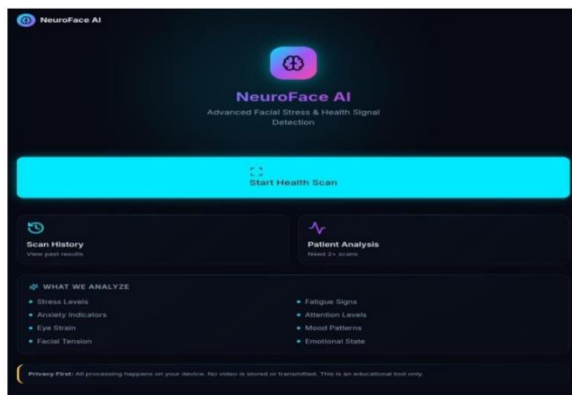 NeuroFace AI
NeuroFace AI
Advanced Facial Stress & Health Signal
Detection
Start Health Scan
Scan History
View past results
Patient Analysis
Need 2+ scans
WHAT WE ANALYZE
Stress Levels
Anxiety Indicators
Eye Strain
Facial Tension
Fatigue Signs
Attention Levels
Mood Patterns
Emotional State
Privacy First: All processing happens on your device. No video is stored or transmitted. This is an educational tool only.